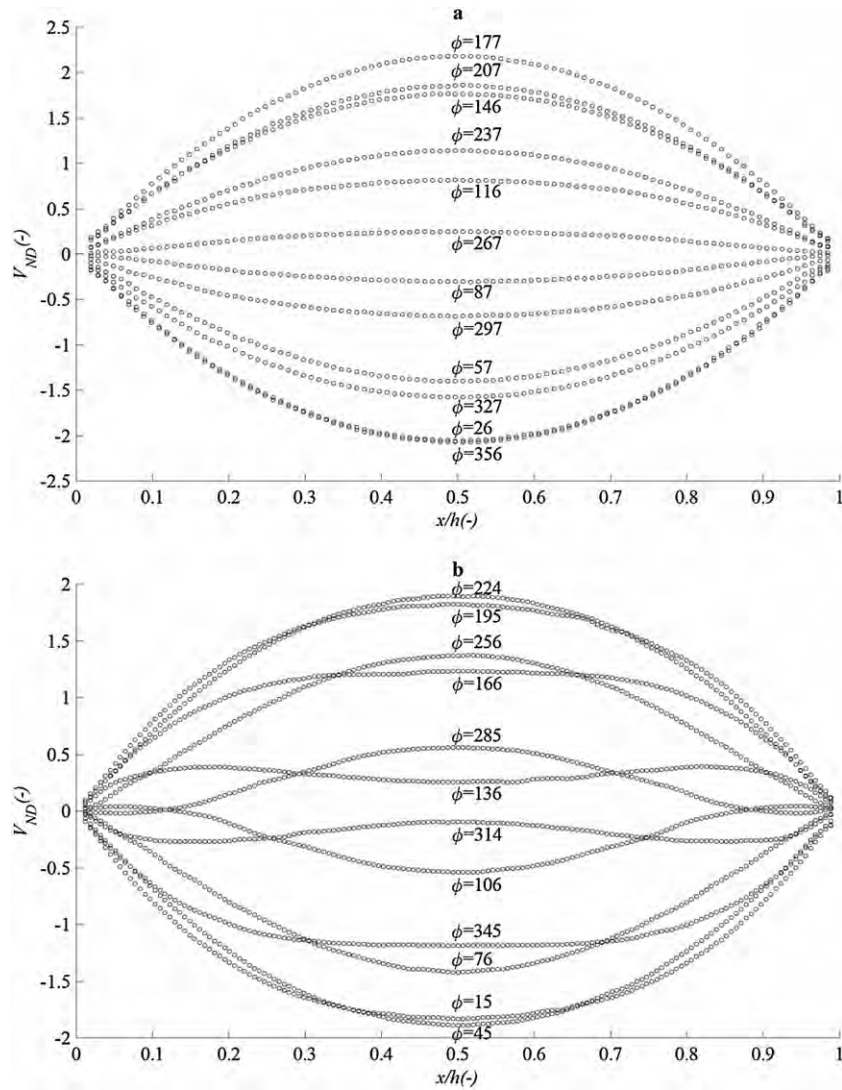 a
2.5
2
1.5
1
0.5
0
-0.5
-1
-1.5
-2
-2.5
V_ND(-)
ϕ=177
ϕ=207
ϕ=146
ϕ=237
ϕ=116
ϕ=267
ϕ=87
ϕ=297
ϕ=57
ϕ=327
ϕ=26
ϕ=356
0 0.1 0.2 0.3 0.4 0.5 0.6 0.7 0.8 0.9 1
x/h(-)
b
2
1.5
1
0.5
0
-0.5
-1
-1.5
-2
V_ND(-)
ϕ=224
ϕ=195
ϕ=256
ϕ=166
ϕ=285
ϕ=136
ϕ=314
ϕ=106
ϕ=345
ϕ=76
ϕ=15
ϕ=45
0 0.1 0.2 0.3 0.4 0.5 0.6 0.7 0.8 0.9 1
x/h(-)